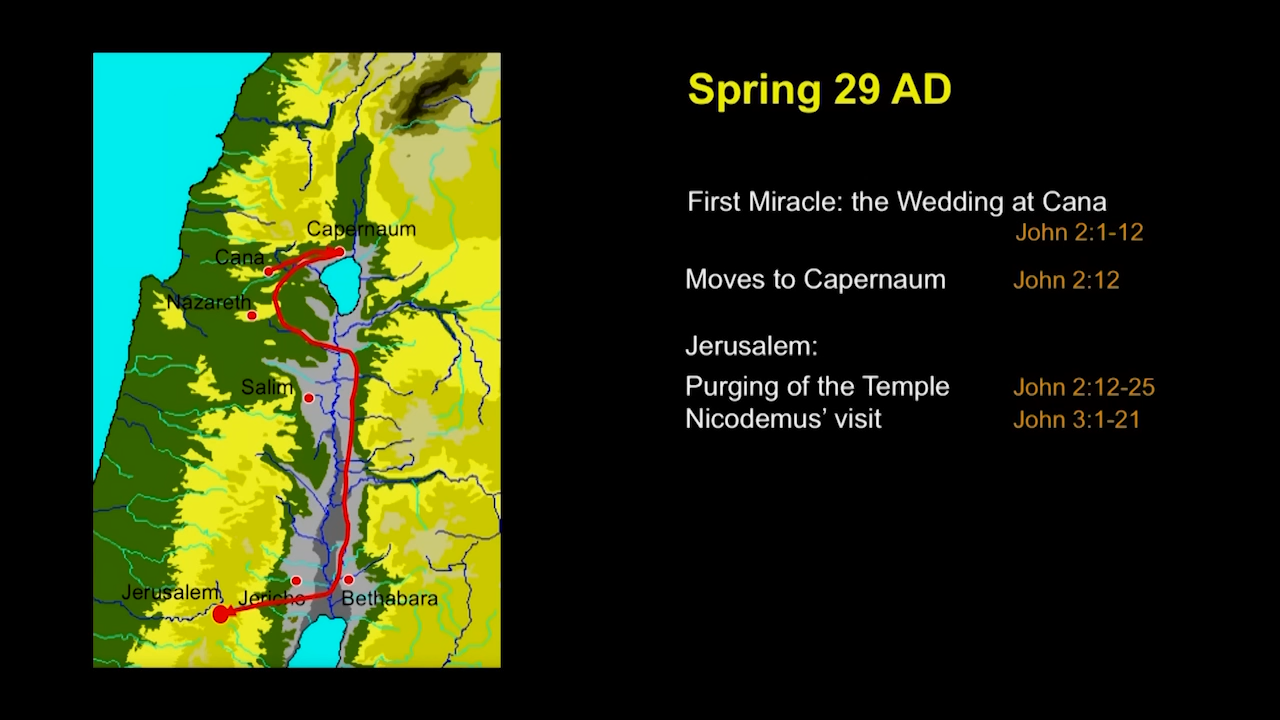 Spring 29 AD
First Miracle: the Wedding at Cana
John 2:1-12
Moves to Capernaum John 2:12
Jerusalem:
Purging of the Temple John 2:12-25
Nicodemus’ visit John 3:1-21
Capernaum
Cana
Nazareth
Salim
Jerusalem
Jericho
Bethabara